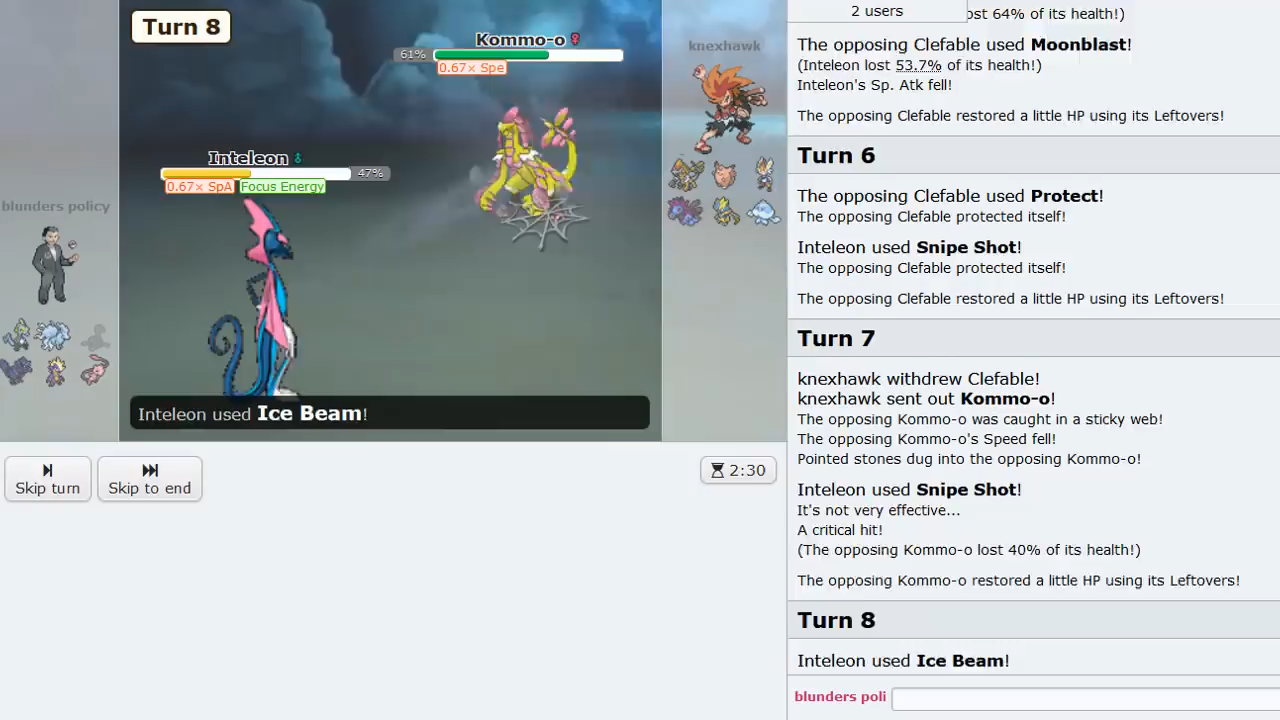 Turn 8
Kommo-o ♀
61%
0.67× Spe
Inteleon ♂
47%
0.67× SpA Focus Energy
blunders policy
knexhawk
Inteleon used Ice Beam!
Skip turn
Skip to end
2:30
2 users
ost 64% of its health!)
The opposing Clefable used Moonblast!
(Inteleon lost 53.7% of its health!)
Inteleon's Sp. Atk fell!
The opposing Clefable restored a little HP using its Leftovers!
Turn 6
The opposing Clefable used Protect!
The opposing Clefable protected itself!
Inteleon used Snipe Shot!
The opposing Clefable protected itself!
The opposing Clefable restored a little HP using its Leftovers!
Turn 7
knexhawk withdrew Clefable!
knexhawk sent out Kommo-o!
The opposing Kommo-o was caught in a sticky web!
The opposing Kommo-o's Speed fell!
Pointed stones dug into the opposing Kommo-o!
Inteleon used Snipe Shot!
It's not very effective...
A critical hit!
(The opposing Kommo-o lost 40% of its health!)
The opposing Kommo-o restored a little HP using its Leftovers!
Turn 8
Inteleon used Ice Beam!
blunders poli